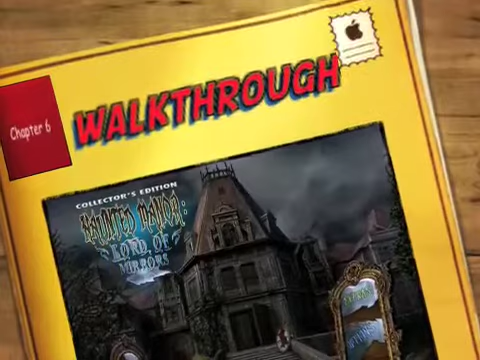 Chapter 6
WALKTHROUGH
COLLECTOR'S EDITION
HAUNTED MANOR:
LORD OF
MIRRORS